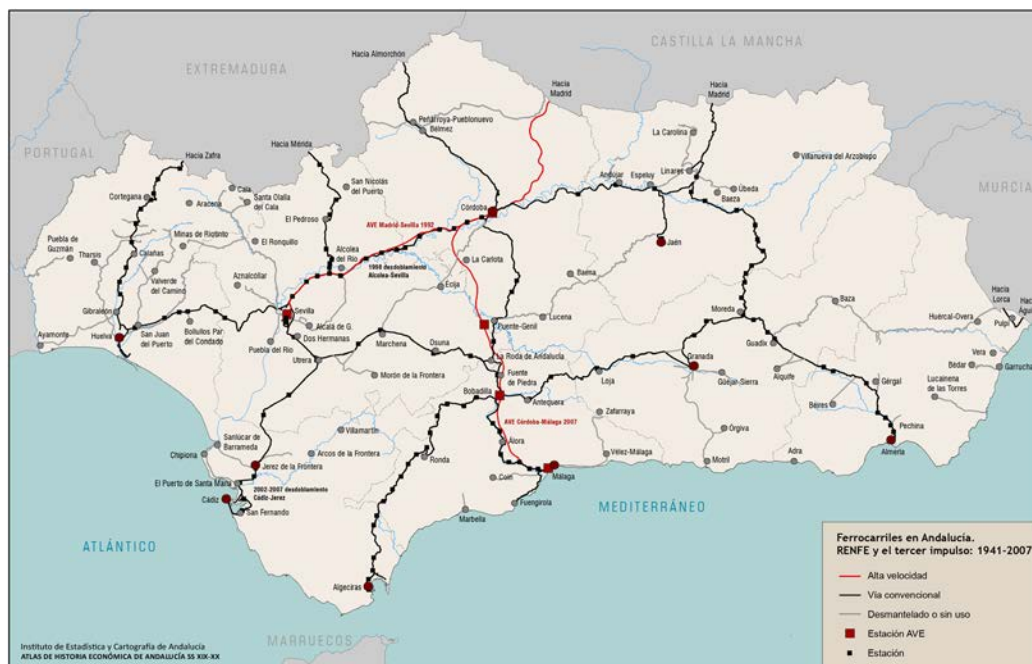 CASTILLA LA MANCHA
EXTREMADURA
PORTUGAL
MURCIA
Hacia Almorchón
Hacia
Madrid
Hacia
Madrid
Peñarroya-Pueblonuevo
Bélmez
La Carolina
Villanueva del Arzobispo
Hacia Zafra
Hacia Mérida
Linares
Andújar
Espeluy
Úbeda
Baeza
Cortegana
Cala
Aracena
Santa Olalla
del Cala
San Nicolás
del Puerto
El Pedroso
Córdoba
AVE Madrid-Sevilla 1992
Jaén
Puebla de
Guzmán
Tharsis
Minas de Riotinto
El Ronquillo
Calañas
Alcolea
del Río
La Carlota
1990 desdoblamiento
Alcolea-Sevilla
Baena
Valverde
del Camino
Aznalcóllar
Écija
Baza
Hacia
Lorca
Hacia
Pulpí
Gibraleón
Sevilla
Puente-Genil
Lucena
Moreda
Huercal-Overa
Ayamonte
Huelva
San Juan
del Puerto
Bollullos Par
del Condado
Alcalá de G.
Dos Hermanas
Puebla del Río
Marchena
Osuna
Guadix
Vera
Utrera
La Roda de Andalucía
Granada
Bédar
Garrucha
Morón de la Frontera
Fuente
de Piedra
Loja
Güejar-Sierra
Alquife
Gérgal
Lucainena
de las Torres
Bobadilla
Antequera
Zafarraya
Beires
Pechina
AVE Córdoba-Málaga 2007
Órgiva
Almería
Sanlúcar de
Barrameda
Villamartín
Álora
Chipiona
Arcos de la Frontera
Ronda
Vélez-Málaga
Motril
Adra
Jerez de la Frontera
Coín
Málaga
El Puerto de Santa María
2002-2007 desdoblamiento
Cádiz-Jerez
Cádiz
San Fernando
Fuengirola
Marbella
MEDITERRÁNEO
ATLÁNTICO
Algeciras
MARRUECOS
Ferrocarriles en Andalucía.
RENFE y el tercer impulso: 1941-2007
Alta velocidad
Vía convencional
Desmantelado o sin uso
Estación AVE
Estación
Instituto de Estadística y Cartografía de Andalucía
ATLAS DE HISTORIA ECONÓMICA DE ANDALUCÍA SS XIX-XX